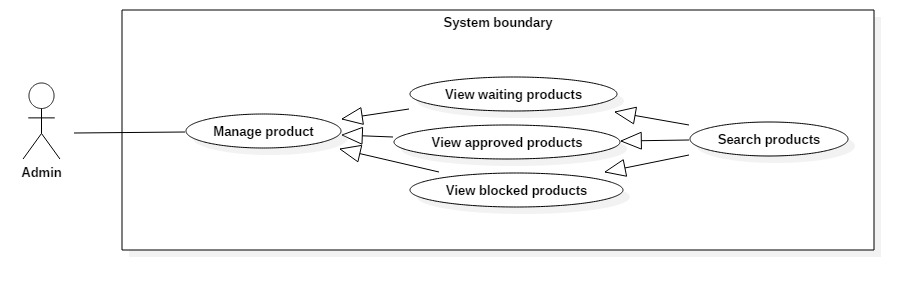 System boundary
View waiting products
Manage product
View approved products
Search products
View blocked products
Admin